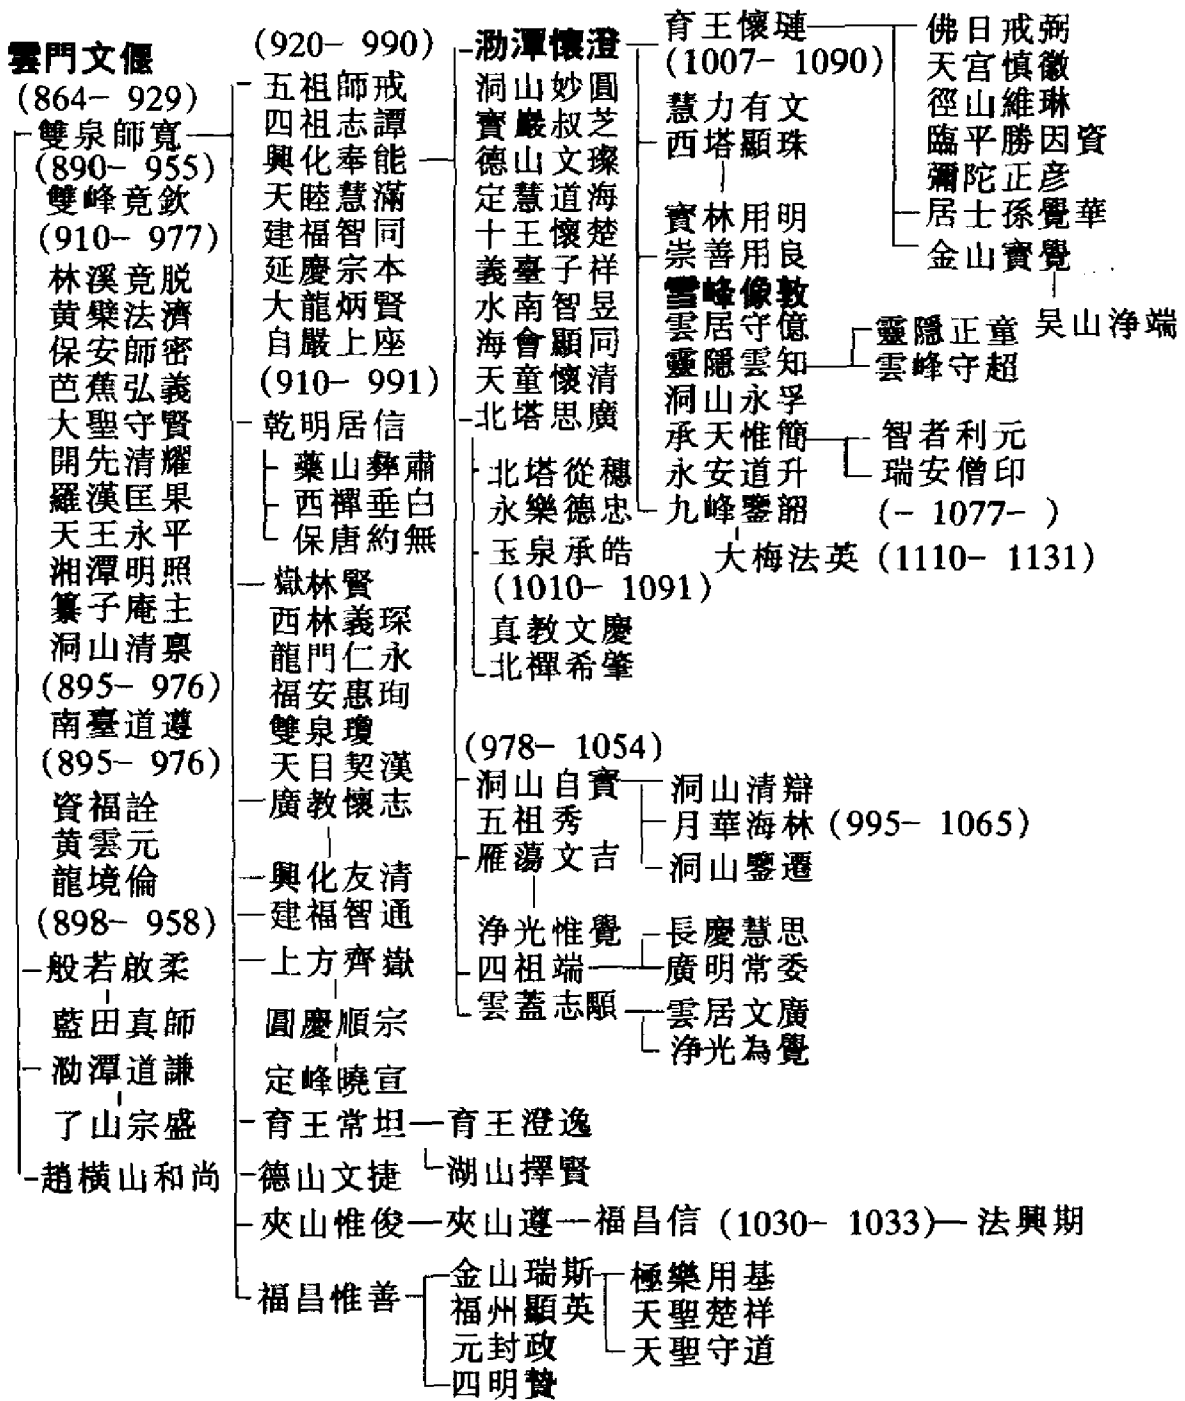 雲門文偃
(864- 929)
雙泉師寬
(890- 955)
雙峰竟欽
(910- 977)
林溪竟脱
黄檗法濟
保安師密
芭蕉弘義
大聖守賢
開先清耀
羅漢匡果
天王永平
湘潭明照
纂子庵主
洞山清禀
(895- 976)
南臺道遵
(895- 976)
資福詮
黄雲元
龍境倫
(898- 958)
般若啟柔
藍田真師
泐潭道謙
了山宗盛
趙橫山和尚
(920- 990)
五祖師戒
四祖志諲
興化奉能
天睦慧滿
建福智同
延慶宗本
大龍炳賢
自嚴上座
(910- 991)
乾明居信
藥山彝肅
西禪垂白
保唐約無
嶽林賢
西林義琛
龍門仁永
福安惠珣
雙泉瓊
天目契漢
廣教懷志
興化友清
建福智通
上方齊嶽
圓慶順宗
定峰曉宣
育王常坦
德山文捷
夾山惟俊
福昌惟善
泐潭懷澄
洞山妙圓
寶巖叔芝
德山文璨
定慧道海
十王懷楚
義臺子祥
水南智昱
海會顯同
天童懷清
北塔思廣
北塔從穗
永樂德忠
玉泉承皓
(1010- 1091)
真教文慶
北禪希肇
(978- 1054)
洞山自寶
五祖秀
雁蕩文吉
浄光惟覺
四祖端
雲蓋志顒
育王澄逸
湖山擇賢
夾山遵
福昌信 (1030- 1033)
法興期
金山瑞斯
福州顯英
元封政
四明贊
育王懷璉
(1007- 1090)
慧力有文
西塔顯珠
寶林用明
崇善用良
雪峰像敦
雲居守億
靈隱雲知
洞山永孚
承天惟簡
永安道升
九峰鑒韶
大梅法英 (1110- 1131)
洞山清辯
月華海林 (995- 1065)
洞山鑒遷
長慶慧思
廣明常委
雲居文廣
浄光為覺
極樂用基
天聖楚祥
天聖守道
佛日戒弼
天宮慎徽
徑山維琳
臨平勝因資
彌陀正彦
居士孫覺華
金山寶覺
吴山浄端
靈隱正童
雲峰守超
智者利元
瑞安僧印
(- 1077- )